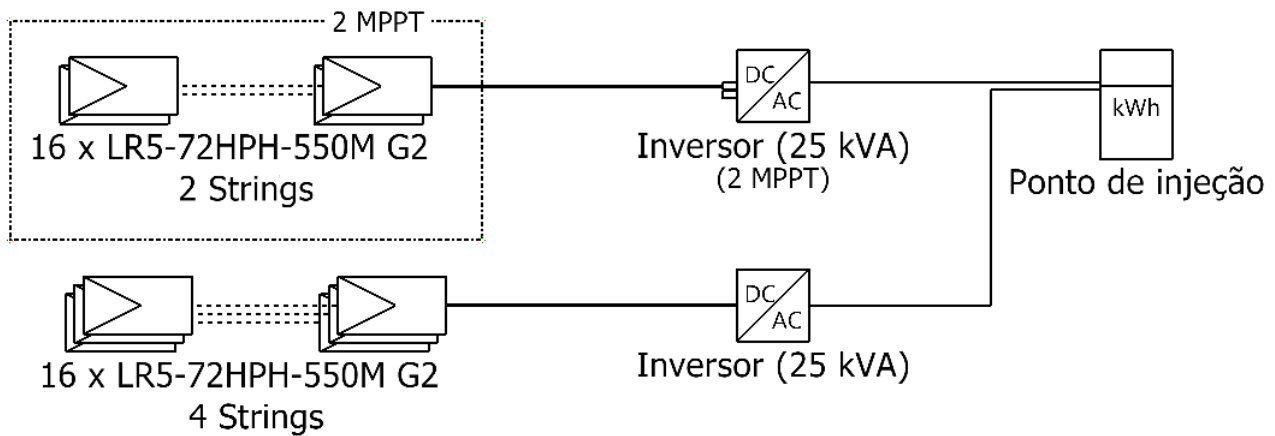 2 MPPT
16 x LR5-72HPH-550M G2
2 Strings
DC
AC
Inversor (25 kVA)
(2 MPPT)
kWh
Ponto de injeção
16 x LR5-72HPH-550M G2
4 Strings
DC
AC
Inversor (25 kVA)